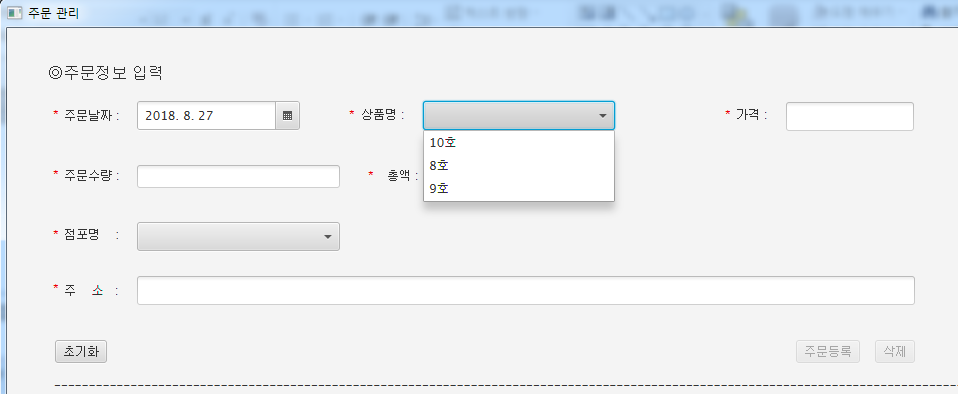 주문 관리
◎주문정보 입력
* 주문날짜 : 2018. 8. 27 * 상품명 : * 가격 :
10호
8호
9호
* 주문수량 : * 총액 :
* 점포명 :
* 주 소 :
초기화 주문등록 삭제